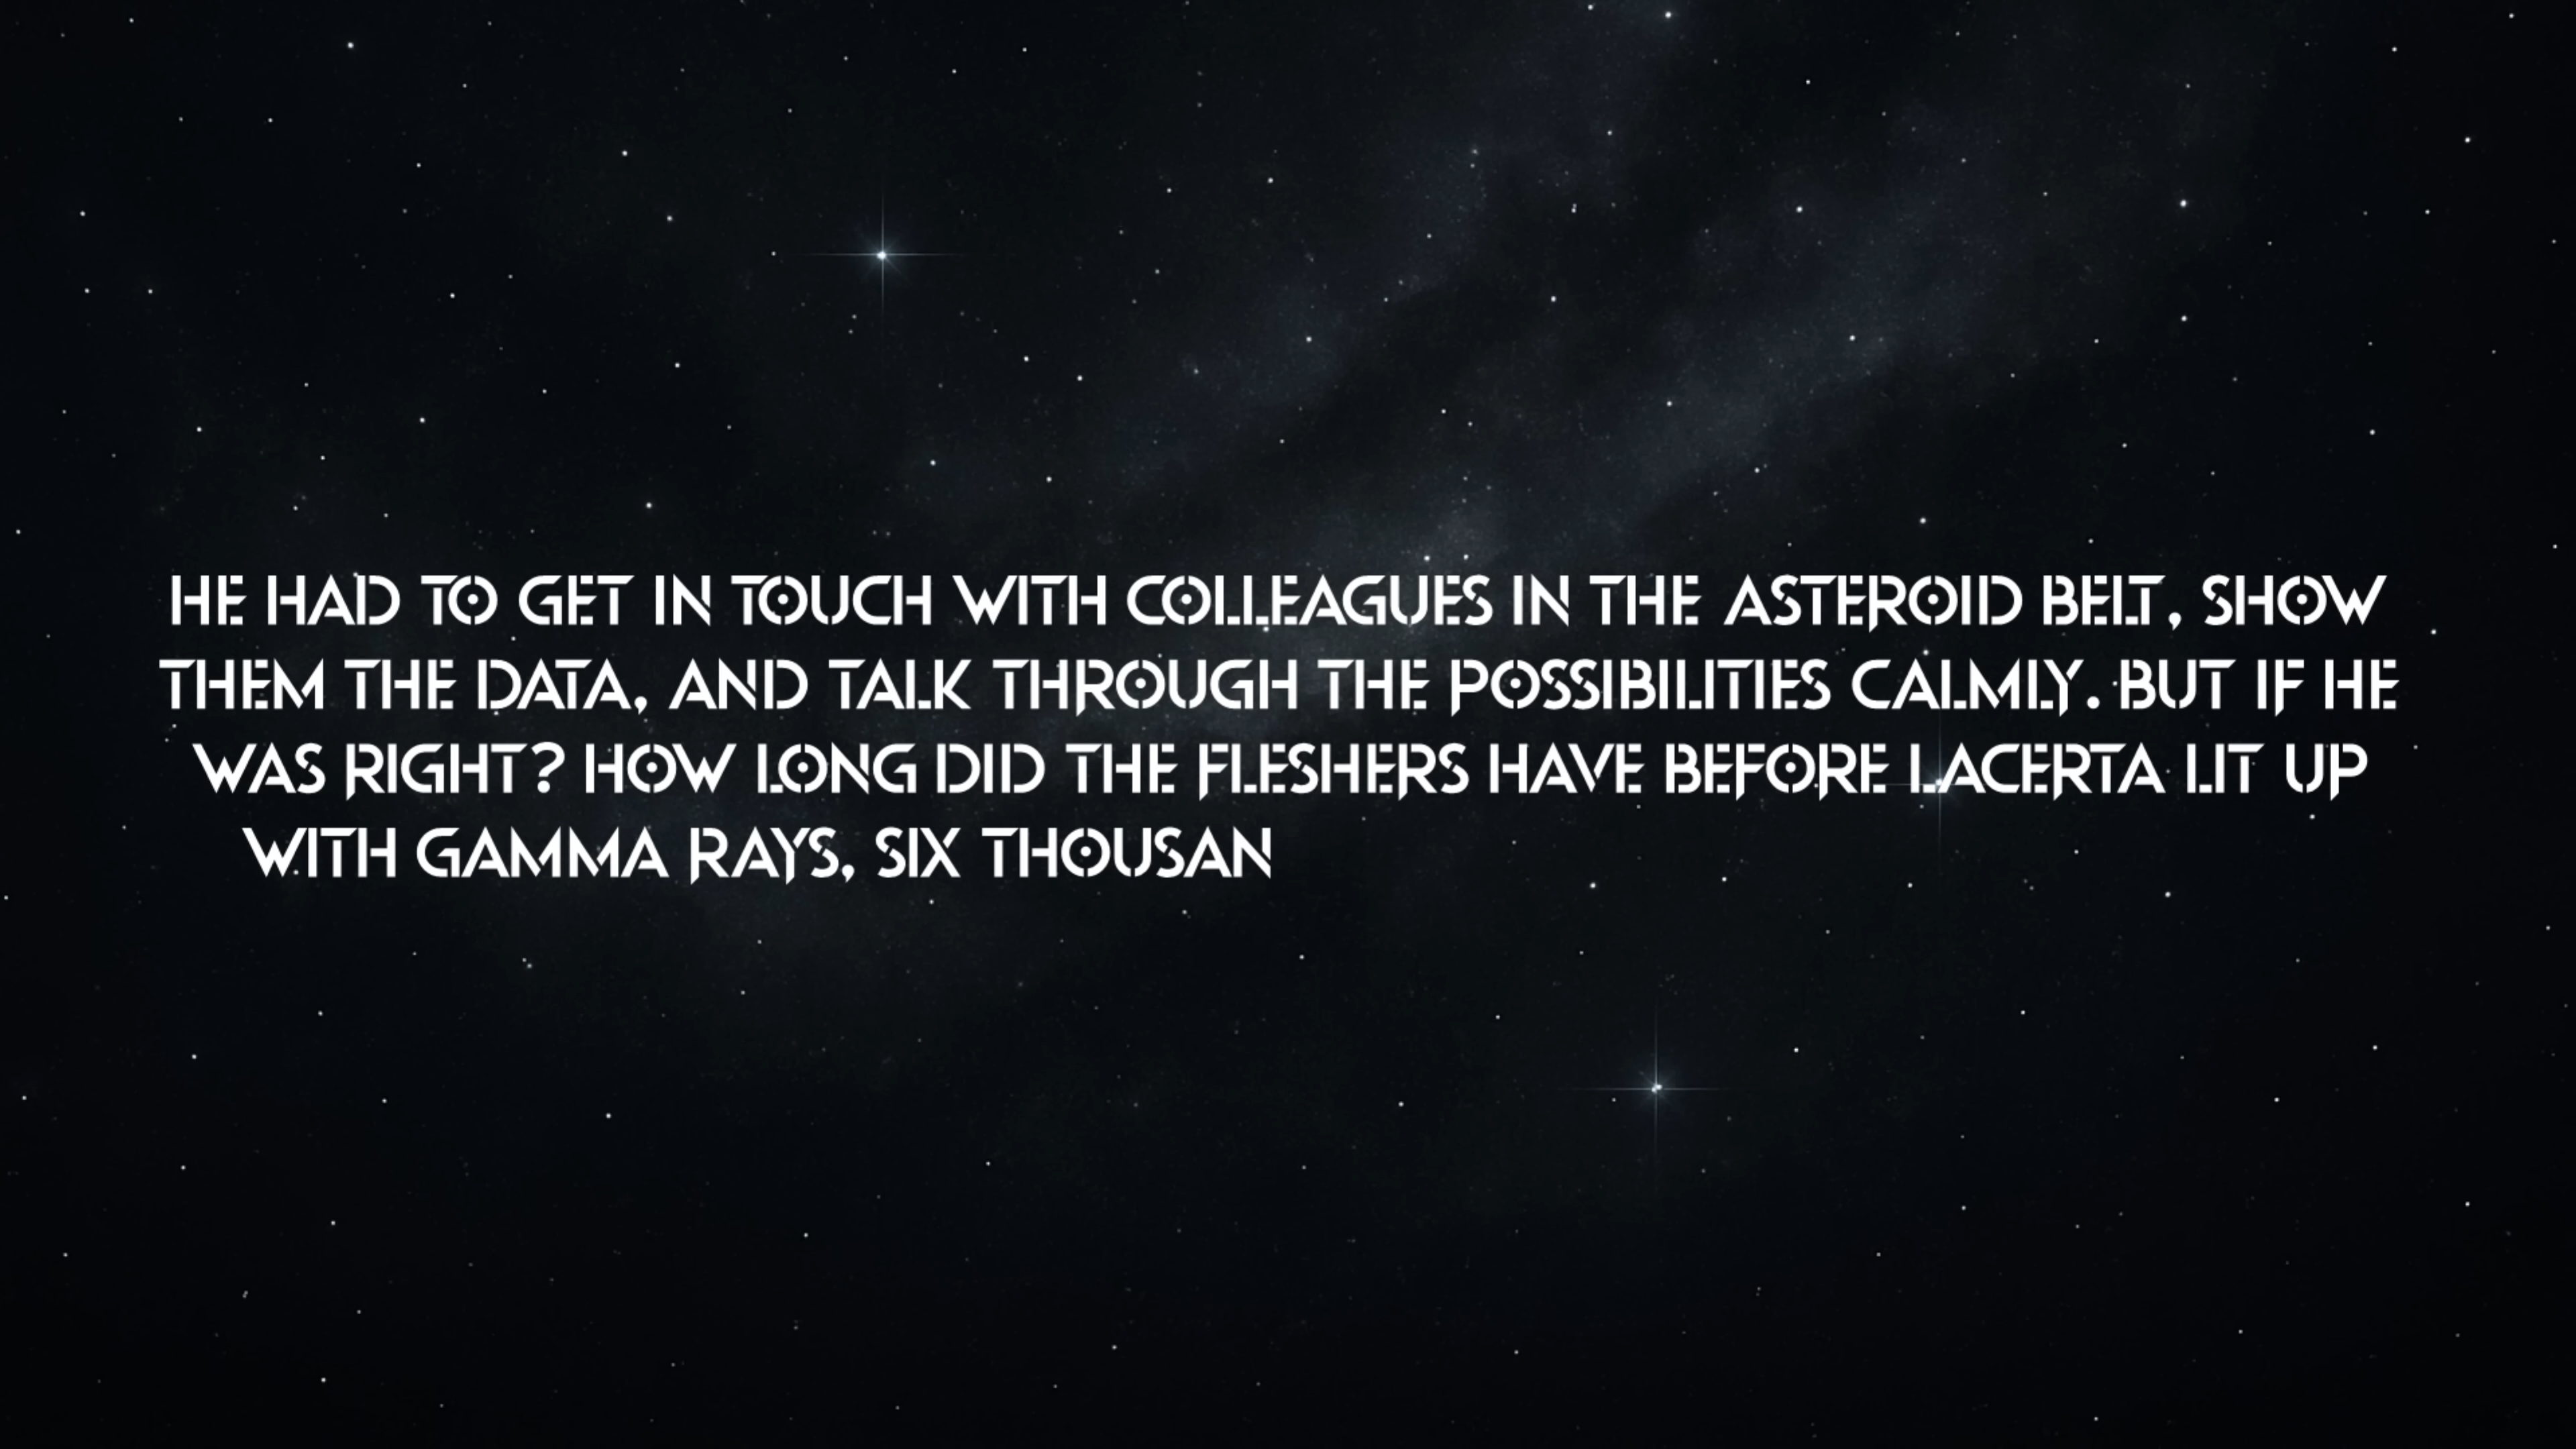 HE HAD TO GET IN TOUCH WITH COLLEAGUES IN THE ASTEROID BELT, SHOW
THEM THE DATA, AND TALK THROUGH THE POSSIBILITIES CALMLY. BUT IF HE
WAS RIGHT? HOW LONG DID THE FLESHERS HAVE BEFORE LACERTA LIT UP
WITH GAMMA RAYS, SIX THOUSAN